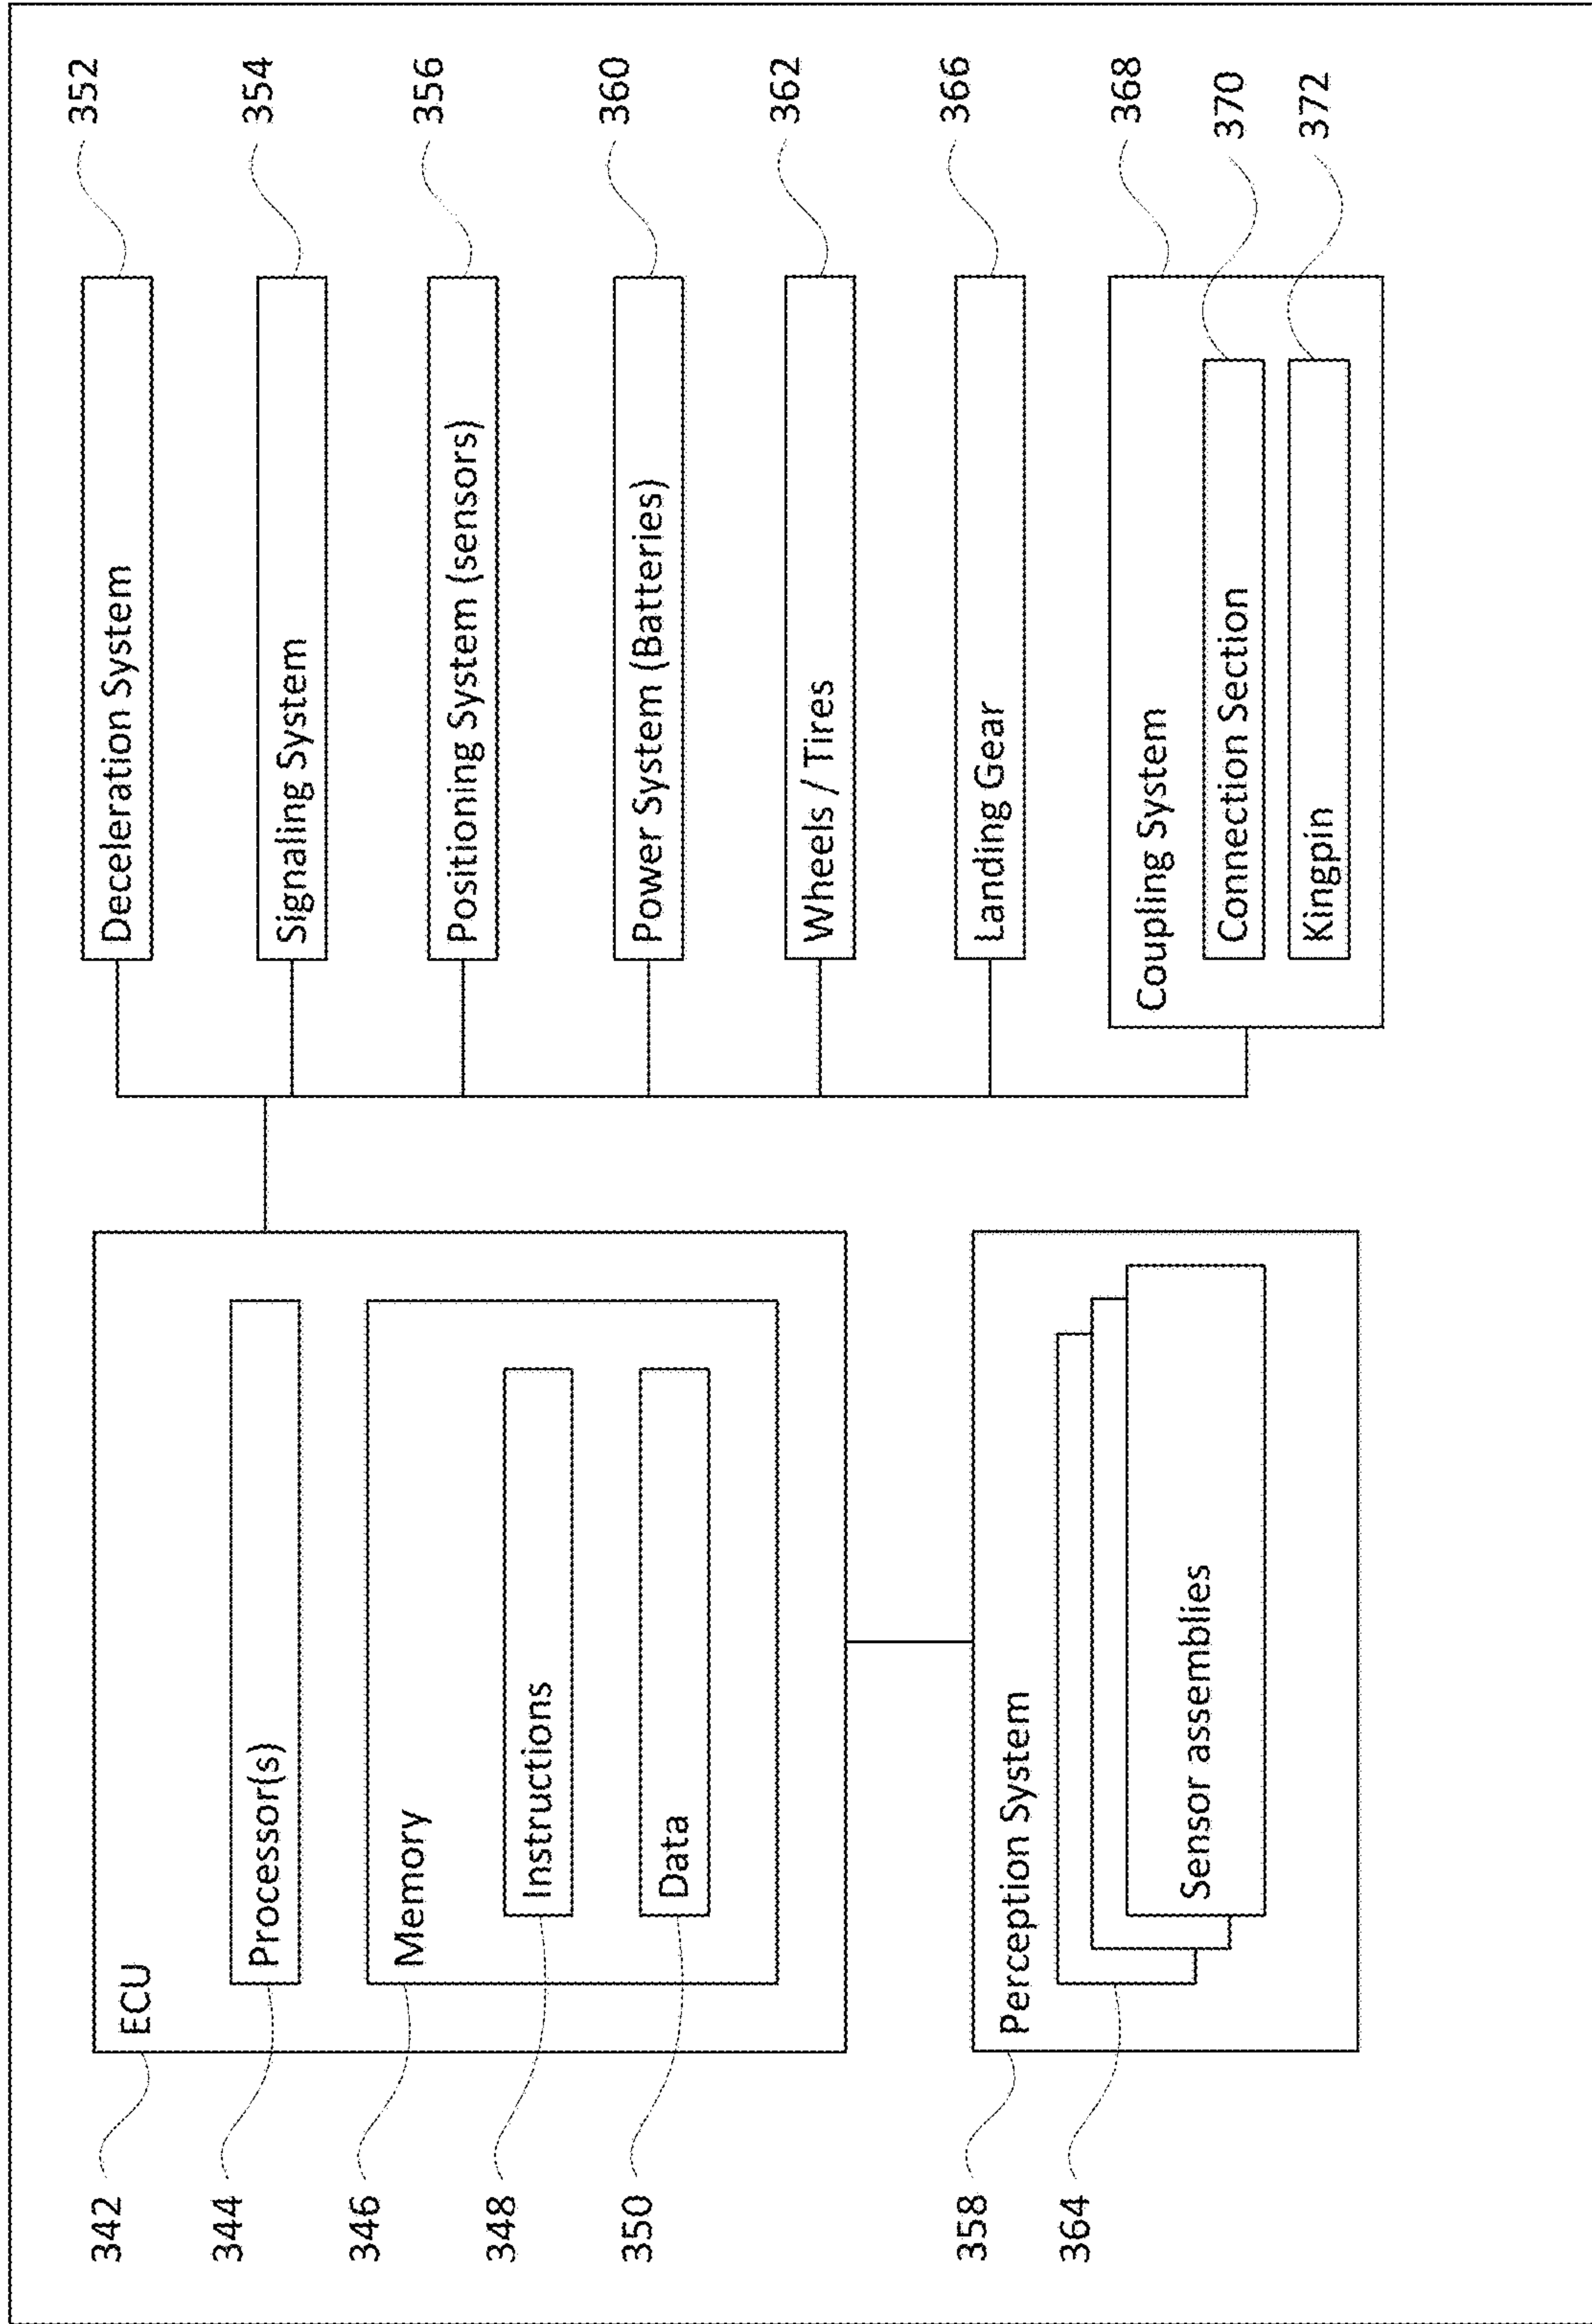 342
ECU
344
Processor(s)
346
Memory
348
Instructions
350
Data
358
Perception System
364
Sensor assemblies
Deceleration System
352
Signaling System
354
Positioning System (sensors)
356
Power System (Batteries)
360
Wheels / Tires
362
Landing Gear
366
Coupling System
368
Connection Section
370
Kingpin
372